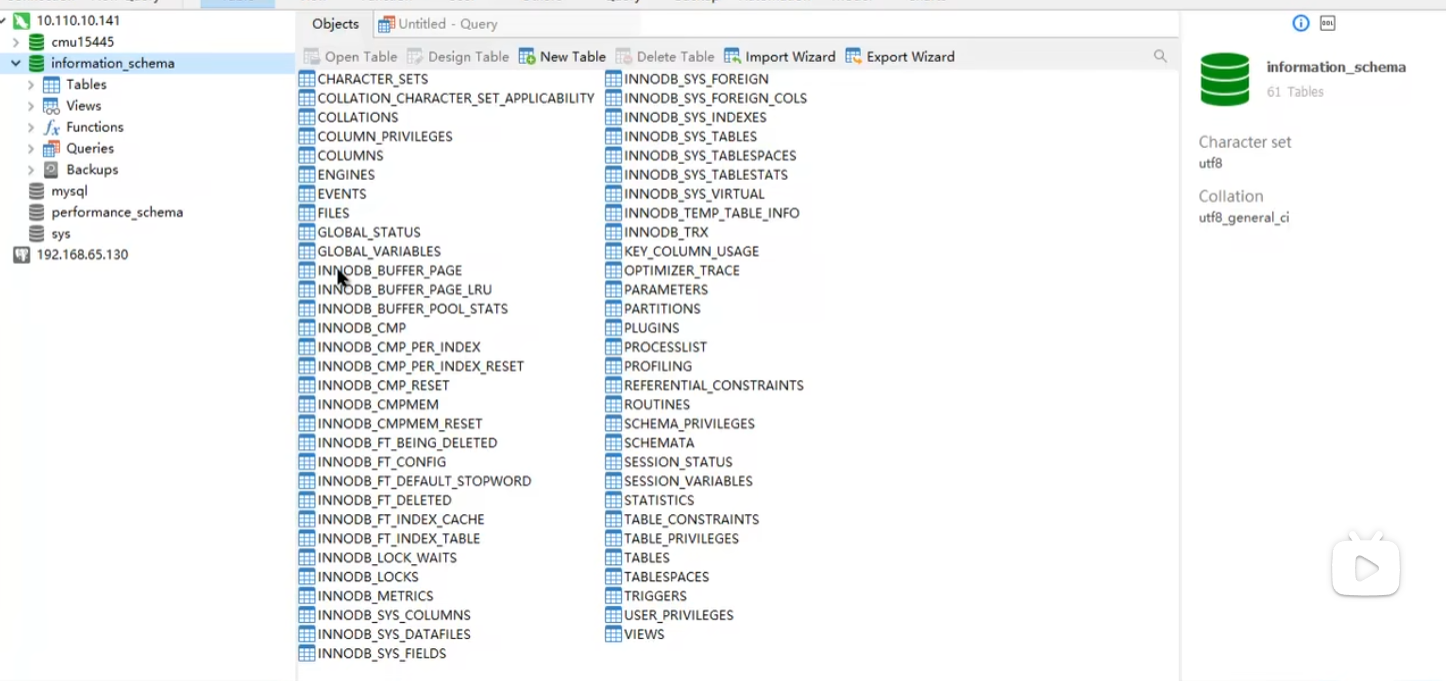 10.110.10.141
cmu15445
information_schema
Tables
Views
Functions
Queries
Backups
mysql
performance_schema
sys
192.168.65.130
Objects
Untitled - Query
Open Table Design Table New Table Delete Table Import Wizard Export Wizard
CHARACTER_SETS
COLLATION_CHARACTER_SET_APPLICABILITY
COLLATIONS
COLUMN_PRIVILEGES
COLUMNS
ENGINES
EVENTS
FILES
GLOBAL_STATUS
GLOBAL_VARIABLES
INNODB_BUFFER_PAGE
INNODB_BUFFER_PAGE_LRU
INNODB_BUFFER_POOL_STATS
INNODB_CMP
INNODB_CMP_PER_INDEX
INNODB_CMP_PER_INDEX_RESET
INNODB_CMP_RESET
INNODB_CMPMEM
INNODB_CMPMEM_RESET
INNODB_FT_BEING_DELETED
INNODB_FT_CONFIG
INNODB_FT_DEFAULT_STOPWORD
INNODB_FT_DELETED
INNODB_FT_INDEX_CACHE
INNODB_FT_INDEX_TABLE
INNODB_LOCK_WAITS
INNODB_LOCKS
INNODB_METRICS
INNODB_SYS_COLUMNS
INNODB_SYS_DATAFILES
INNODB_SYS_FIELDS
INNODB_SYS_FOREIGN
INNODB_SYS_FOREIGN_COLS
INNODB_SYS_INDEXES
INNODB_SYS_TABLES
INNODB_SYS_TABLESPACES
INNODB_SYS_TABLESTATS
INNODB_SYS_VIRTUAL
INNODB_TEMP_TABLE_INFO
INNODB_TRX
KEY_COLUMN_USAGE
OPTIMIZER_TRACE
PARAMETERS
PARTITIONS
PLUGINS
PROCESSLIST
PROFILING
REFERENTIAL_CONSTRAINTS
ROUTINES
SCHEMA_PRIVILEGES
SCHEMATA
SESSION_STATUS
SESSION_VARIABLES
STATISTICS
TABLE_CONSTRAINTS
TABLE_PRIVILEGES
TABLES
TABLESPACES
TRIGGERS
USER_PRIVILEGES
VIEWS
DDL
information_schema
61 Tables
Character set
utf8
Collation
utf8_general_ci